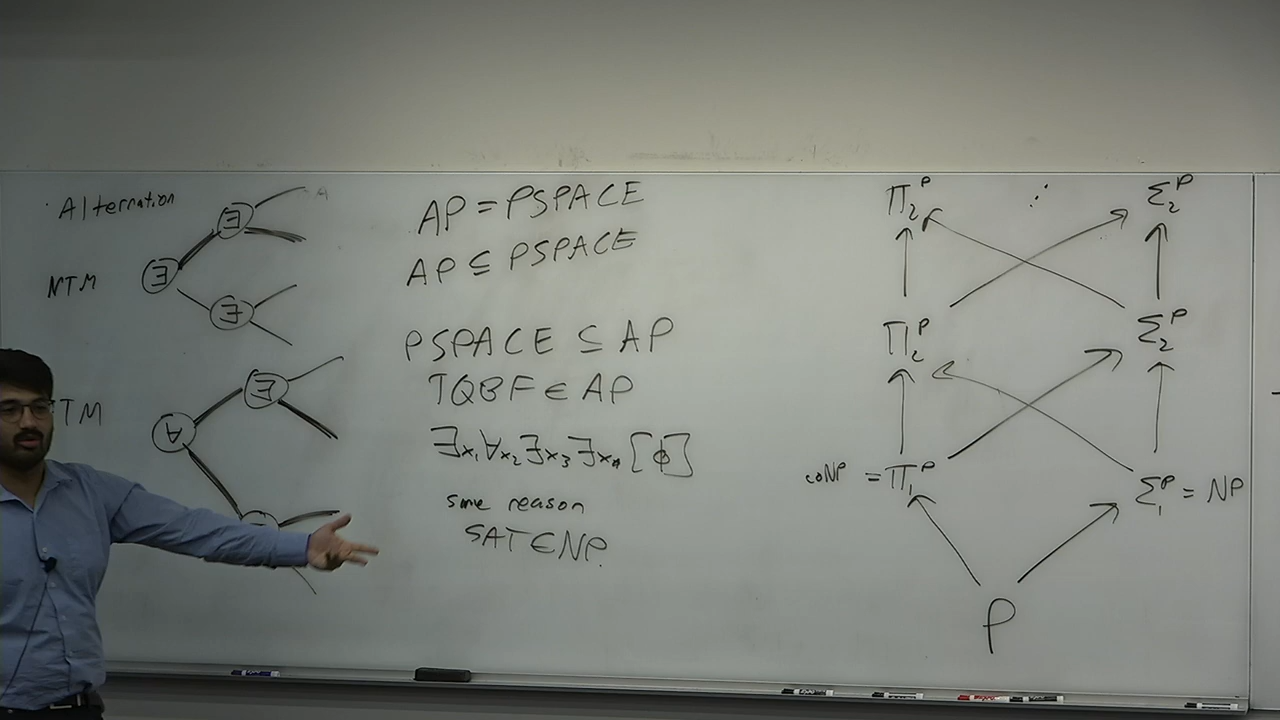 Alternation
NTM
∃
∃
∃
TM
∀
∃
AP = PSPACE
AP ⊆ PSPACE
PSPACE ⊆ AP
TQBF ∈ AP
∃x₁∀x₂∃x₃∃xₙ[ϕ]
same reason
SAT ∈ NP.
Π₂ᴾ ⋰ Σ₂ᴾ
Π₂ᴾ Σ₂ᴾ
coNP = Π₁ᴾ Σ₁ᴾ = NP
P